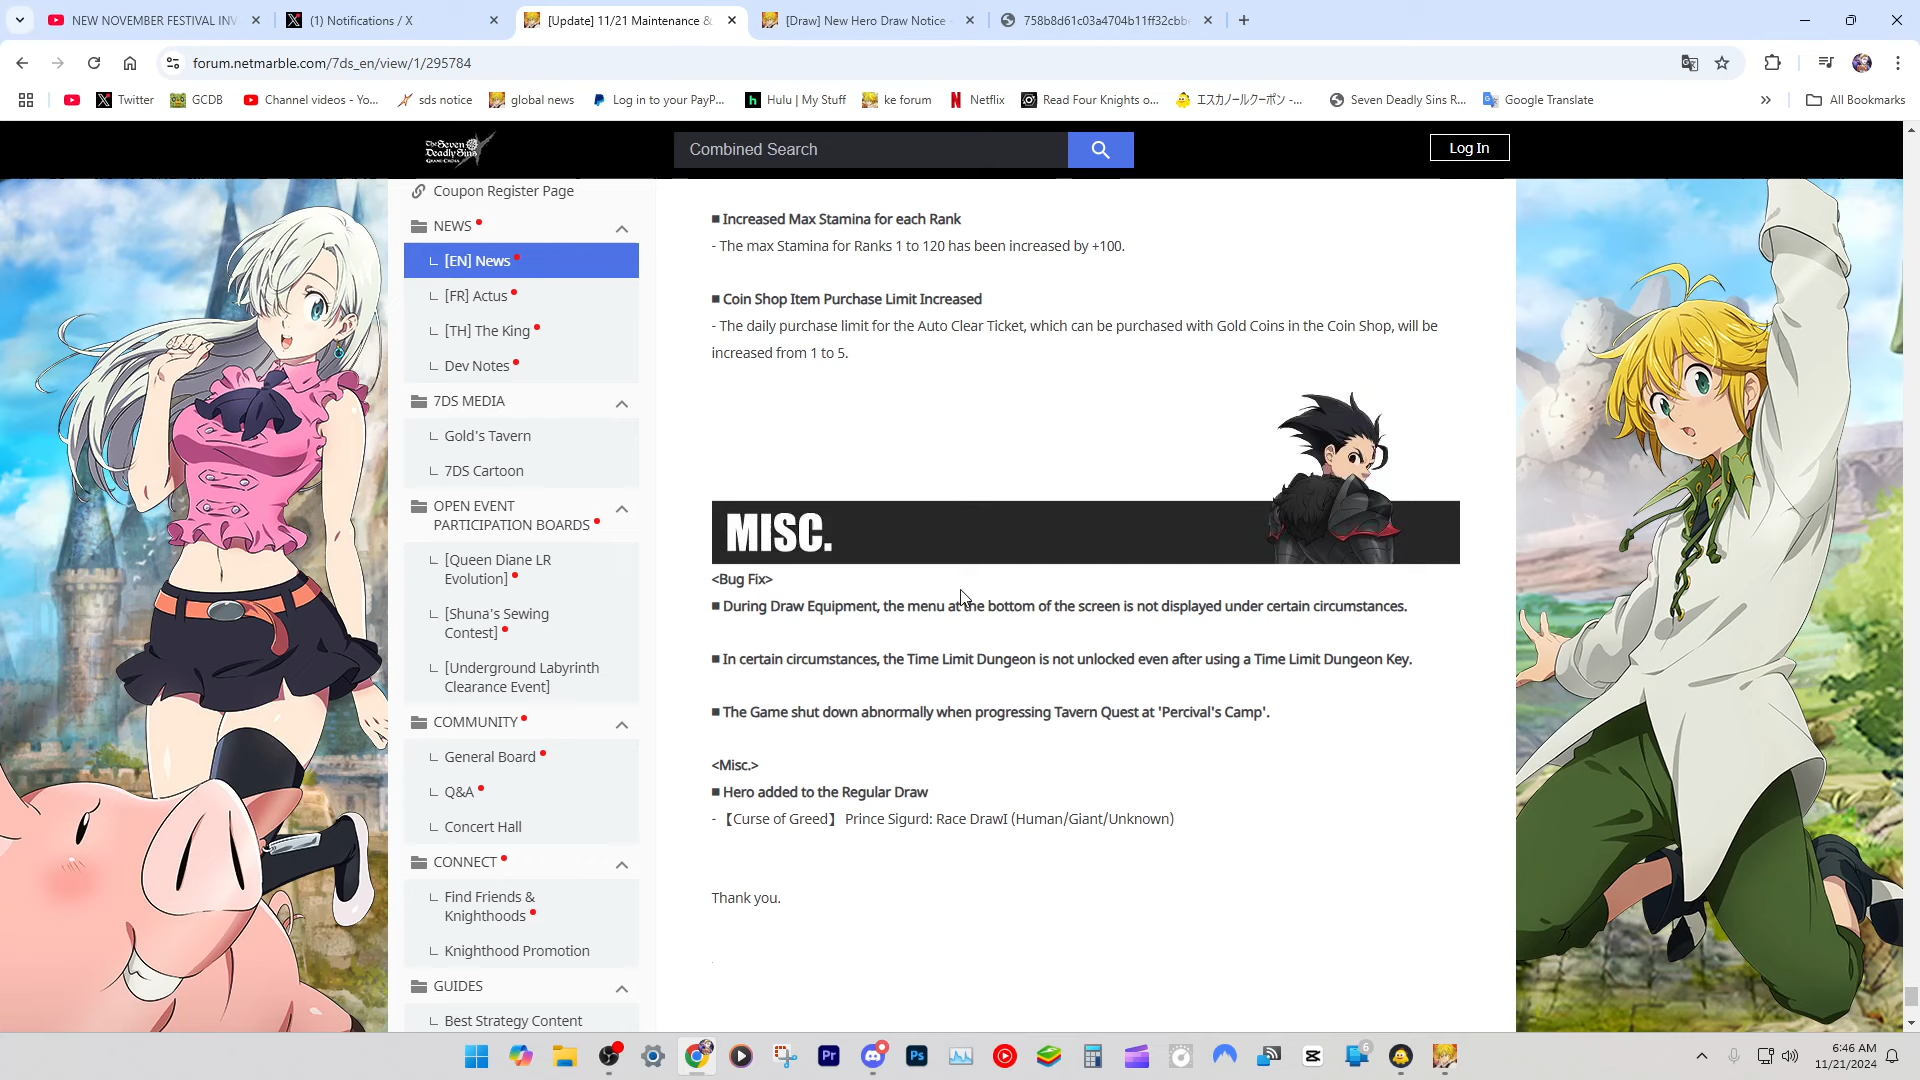 NEW NOVEMBER FESTIVAL INV
(1) Notifications / X
[Update] 11/21 Maintenance &
[Draw] New Hero Draw Notice -
758b8d61c03a4704b11ff32cbb
forum.netmarble.com/7ds_en/view/1/295784
Twitter
GCDB
Channel videos - Yo...
sds notice
global news
Log in to your PayP...
Hulu | My Stuff
ke forum
Netflix
Read Four Knights o...
エスカノールクーポン -...
Seven Deadly Sins R...
Google Translate
All Bookmarks
The Seven
Deadly Sins
GRAND CROSS
Combined Search
Log In
Coupon Register Page
NEWS
[EN] News
[FR] Actus
[TH] The King
Dev Notes
7DS MEDIA
Gold's Tavern
7DS Cartoon
OPEN EVENT
PARTICIPATION BOARDS
[Queen Diane LR
Evolution]
[Shuna's Sewing
Contest]
[Underground Labyrinth
Clearance Event]
COMMUNITY
General Board
Q&A
Concert Hall
CONNECT
Find Friends &
Knighthoods
Knighthood Promotion
GUIDES
Best Strategy Content
■ Increased Max Stamina for each Rank
- The max Stamina for Ranks 1 to 120 has been increased by +100.
■ Coin Shop Item Purchase Limit Increased
- The daily purchase limit for the Auto Clear Ticket, which can be purchased with Gold Coins in the Coin Shop, will be
increased from 1 to 5.
MISC.
<Bug Fix>
■ During Draw Equipment, the menu at the bottom of the screen is not displayed under certain circumstances.
■ In certain circumstances, the Time Limit Dungeon is not unlocked even after using a Time Limit Dungeon Key.
■ The Game shut down abnormally when progressing Tavern Quest at 'Percival's Camp'.
<Misc.>
■ Hero added to the Regular Draw
- 【Curse of Greed】 Prince Sigurd: Race DrawⅠ (Human/Giant/Unknown)
Thank you.
Pr
Ps
6
6:46 AM
11/21/2024